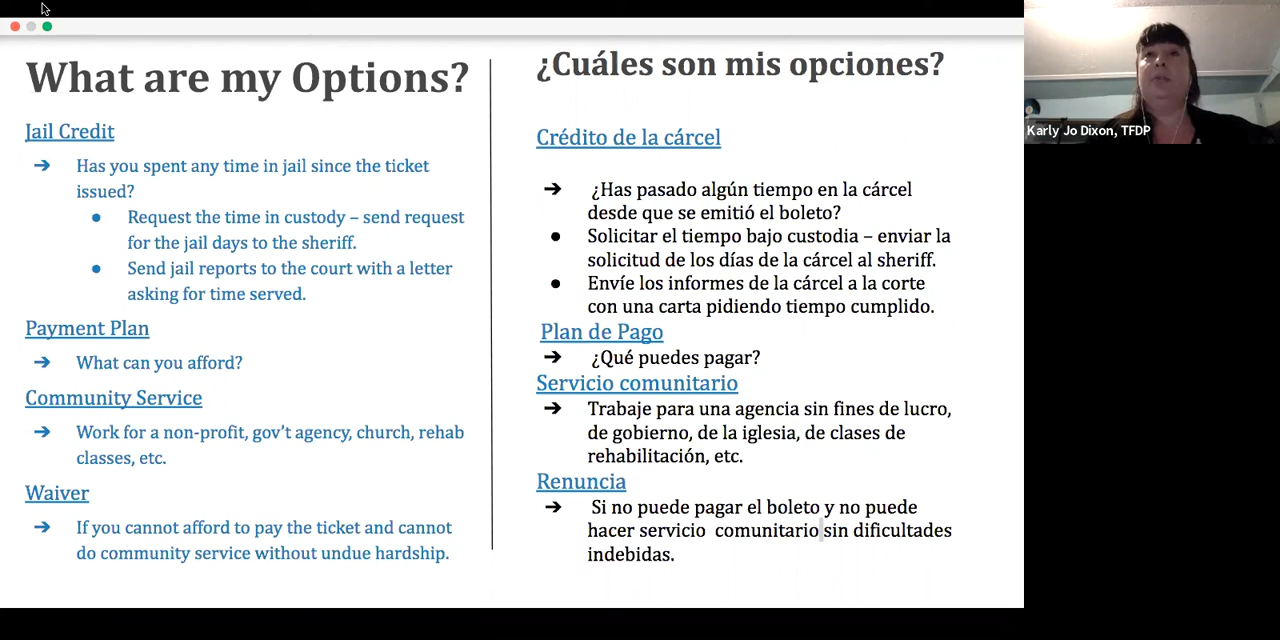 What are my Options?
Jail Credit
➔ Has you spent any time in jail since the ticket
issued?
● Request the time in custody – send request
for the jail days to the sheriff.
● Send jail reports to the court with a letter
asking for time served.
Payment Plan
➔ What can you afford?
Community Service
➔ Work for a non-profit, gov’t agency, church, rehab
classes, etc.
Waiver
➔ If you cannot afford to pay the ticket and cannot
do community service without undue hardship.
¿Cuáles son mis opciones?
Crédito de la cárcel
➔ ¿Has pasado algún tiempo en la cárcel
desde que se emitió el boleto?
● Solicitar el tiempo bajo custodia – enviar la
solicitud de los días de la cárcel al sheriff.
● Envíe los informes de la cárcel a la corte
con una carta pidiendo tiempo cumplido.
Plan de Pago
➔ ¿Qué puedes pagar?
Servicio comunitario
➔ Trabaje para una agencia sin fines de lucro,
de gobierno, de la iglesia, de clases de
rehabilitación, etc.
Renuncia
➔ Si no puede pagar el boleto y no puede
hacer servicio comunitario sin dificultades
indebidas.
Karly Jo Dixon, TFDP